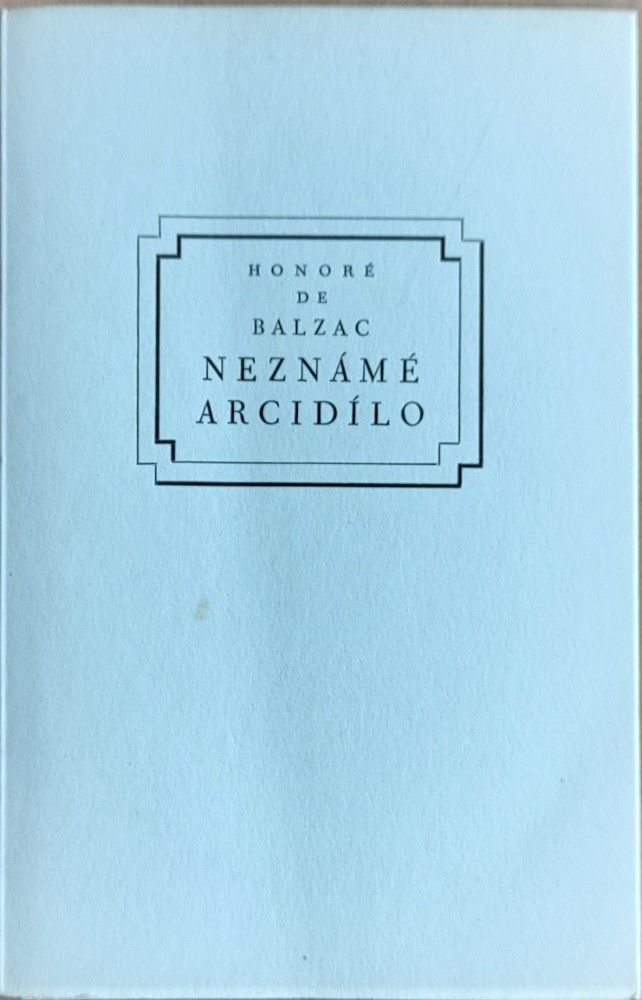 HONORÉ
DE
BALZAC
NEZNÁMÉ
ARCIDÍLO